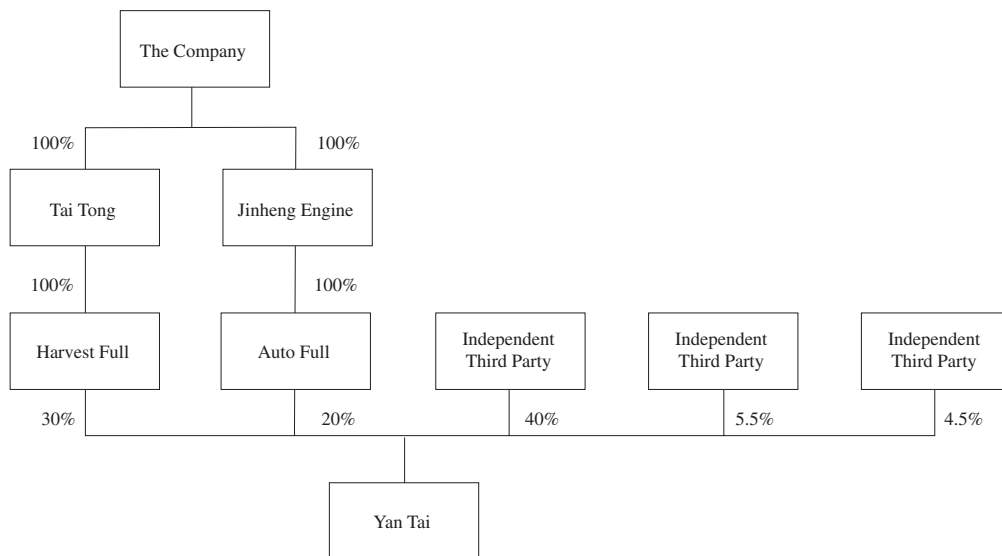 The Company
100%
100%
Tai Tong
Jinheng Engine
100%
100%
Harvest Full
Auto Full
Independent
Third Party
Independent
Third Party
Independent
Third Party
30%
20%
40%
5.5%
4.5%
Yan Tai